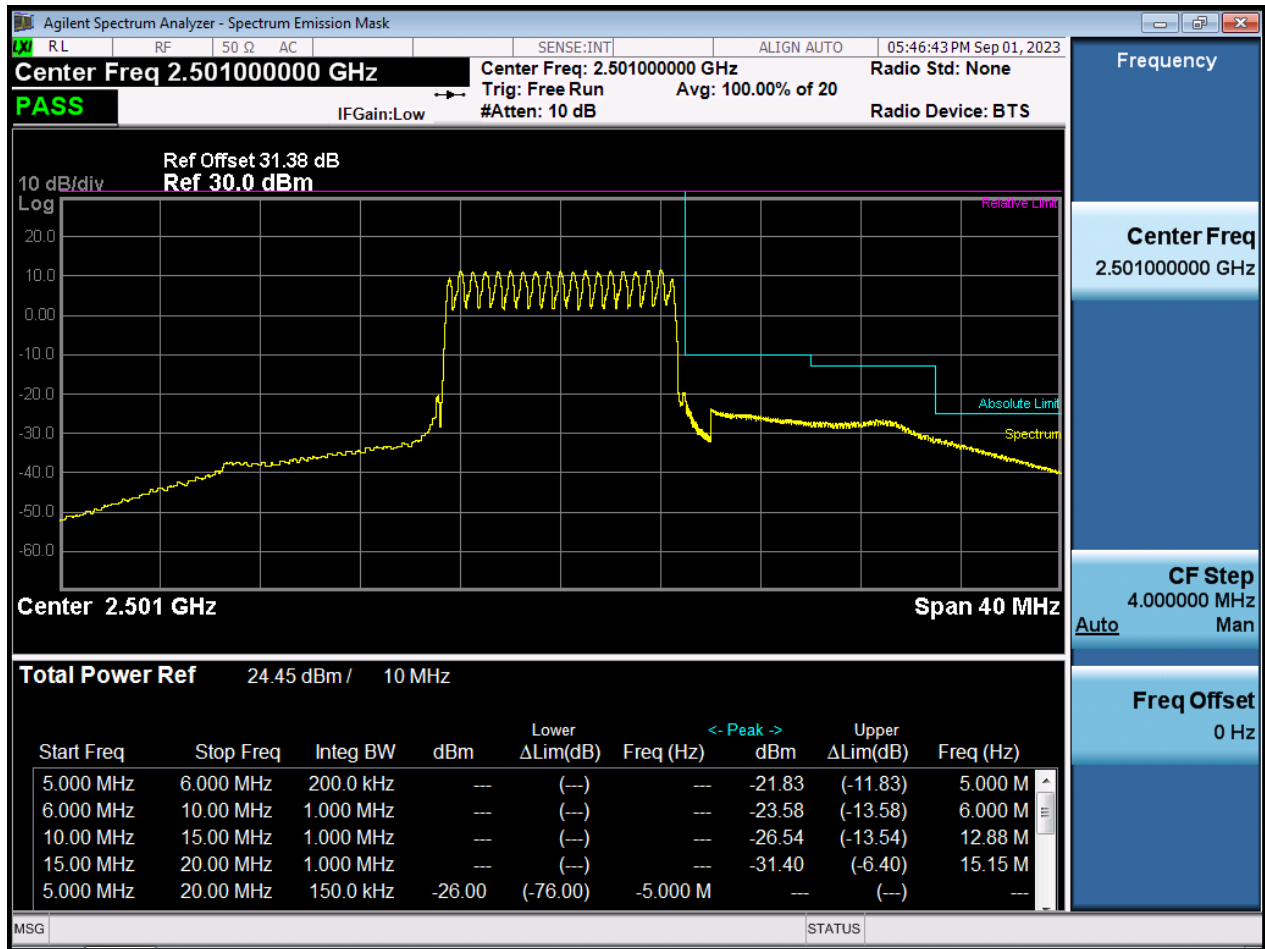 Agilent Spectrum Analyzer - Spectrum Emission Mask
LXI RL RF 50 Ω AC SENSE:INT ALIGN AUTO 05:46:43 PM Sep 01, 2023
Center Freq 2.501000000 GHz
Center Freq: 2.501000000 GHz Radio Std: None
Trig: Free Run Avg: 100.00% of 20
PASS
IFGain:Low #Atten: 10 dB Radio Device: BTS
Ref Offset 31.38 dB
10 dB/div Ref 30.0 dBm
Log
Relative Limit
20.0
10.0
0.00
-10.0
-20.0
Absolute Limit
-30.0
Spectrum
-40.0
-50.0
-60.0
Center 2.501 GHz Span 40 MHz
Total Power Ref 24.45 dBm / 10 MHz
Lower <- Peak -> Upper
Start Freq Stop Freq Integ BW dBm ΔLim(dB) Freq (Hz) dBm ΔLim(dB) Freq (Hz)
5.000 MHz 6.000 MHz 200.0 kHz --- (---) --- -21.83 (-11.83) 5.000 M
6.000 MHz 10.00 MHz 1.000 MHz --- (---) --- -23.58 (-13.58) 6.000 M
10.00 MHz 15.00 MHz 1.000 MHz --- (---) --- -26.54 (-13.54) 12.88 M
15.00 MHz 20.00 MHz 1.000 MHz --- (---) --- -31.40 (-6.40) 15.15 M
5.000 MHz 20.00 MHz 150.0 kHz -26.00 (-76.00) -5.000 M --- (---) ---
MSG STATUS
Frequency
Center Freq
2.501000000 GHz
CF Step
4.000000 MHz
Auto Man
Freq Offset
0 Hz